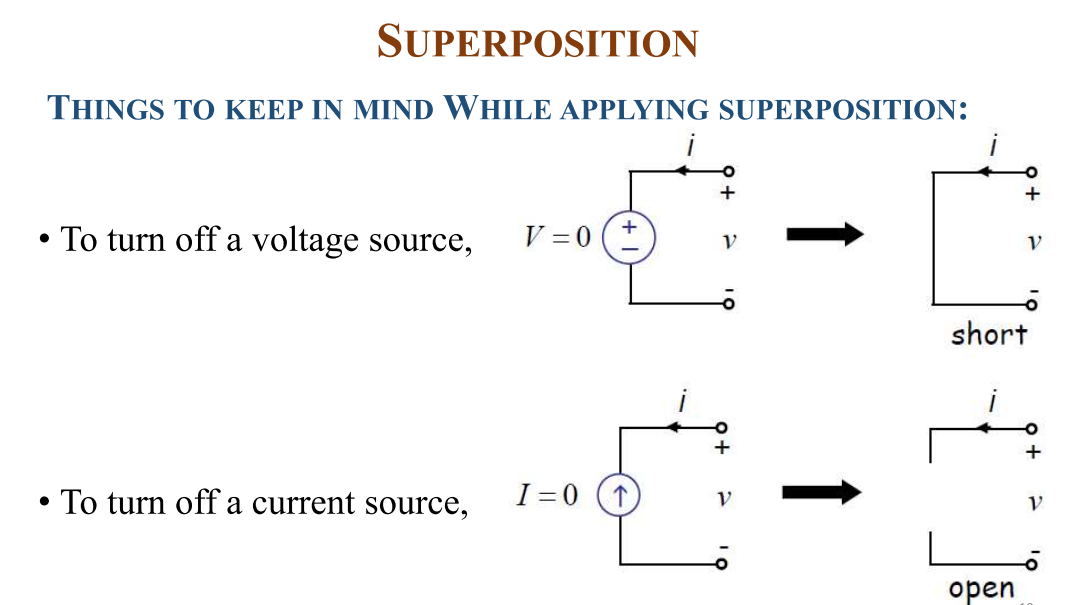 SUPERPOSITION
THINGS TO KEEP IN MIND WHILE APPLYING SUPERPOSITION:
i
i
+
+
• To turn off a voltage source,
V = 0
+
−
v
v
-
-
short
i
i
+
+
• To turn off a current source,
I = 0
v
v
-
-
open